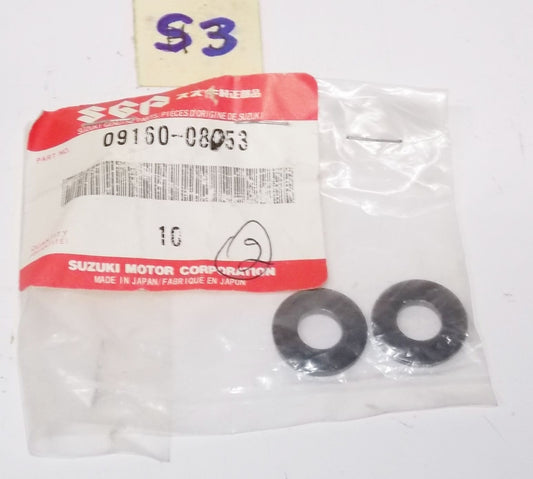 S3
SGP スズキ純正部品
SUZUKI GENUINE PARTS/PIECES D'ORIGINE DE SUZUKI
PART NO.
09160-08053
QUANTITY
10
2
SUZUKI MOTOR CORPORATION
MADE IN JAPAN/FABRIQUE EN JAPON